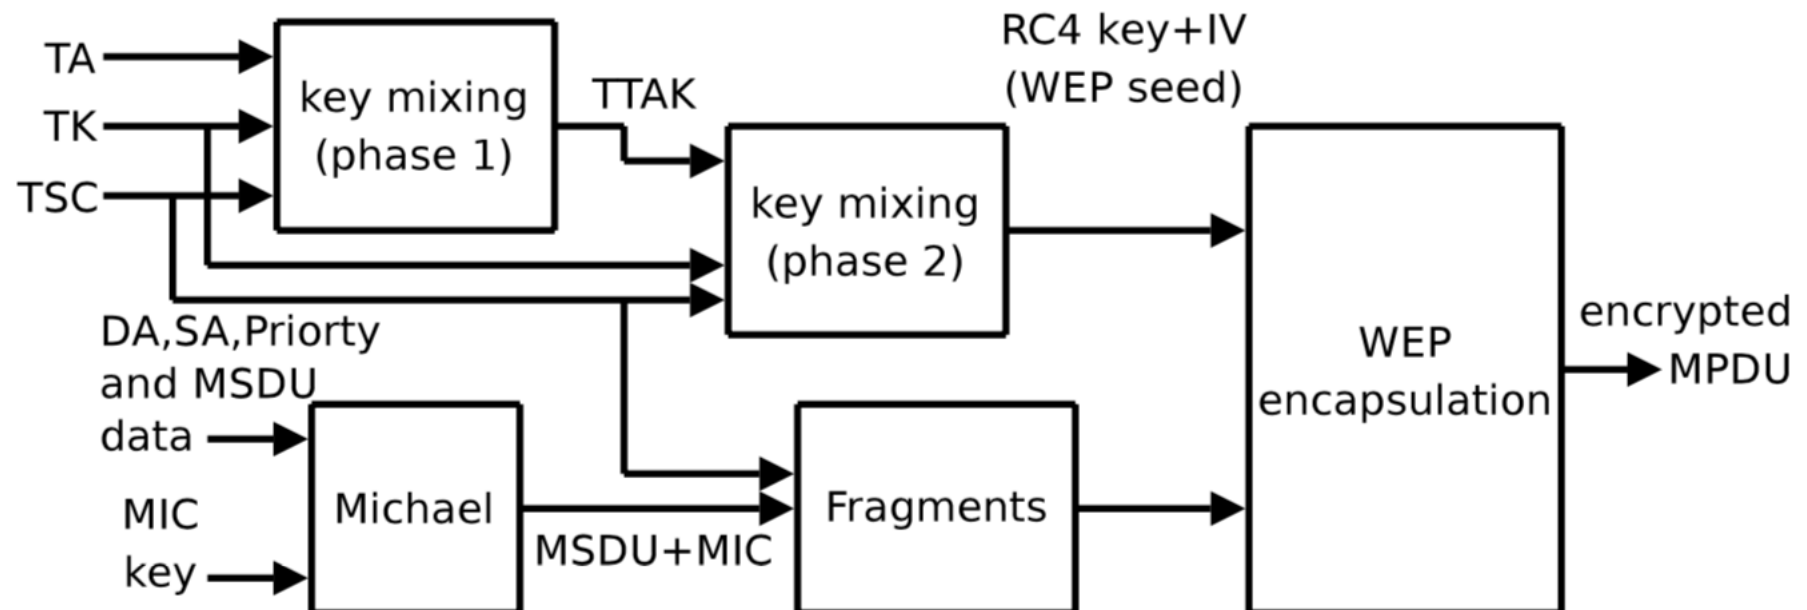 TA
TK
TSC
key mixing
(phase 1)
TTAK
key mixing
(phase 2)
RC4 key+IV
(WEP seed)
DA,SA,Priorty
and MSDU
data
MIC
key
Michael
MSDU+MIC
Fragments
WEP
encapsulation
encrypted
MPDU